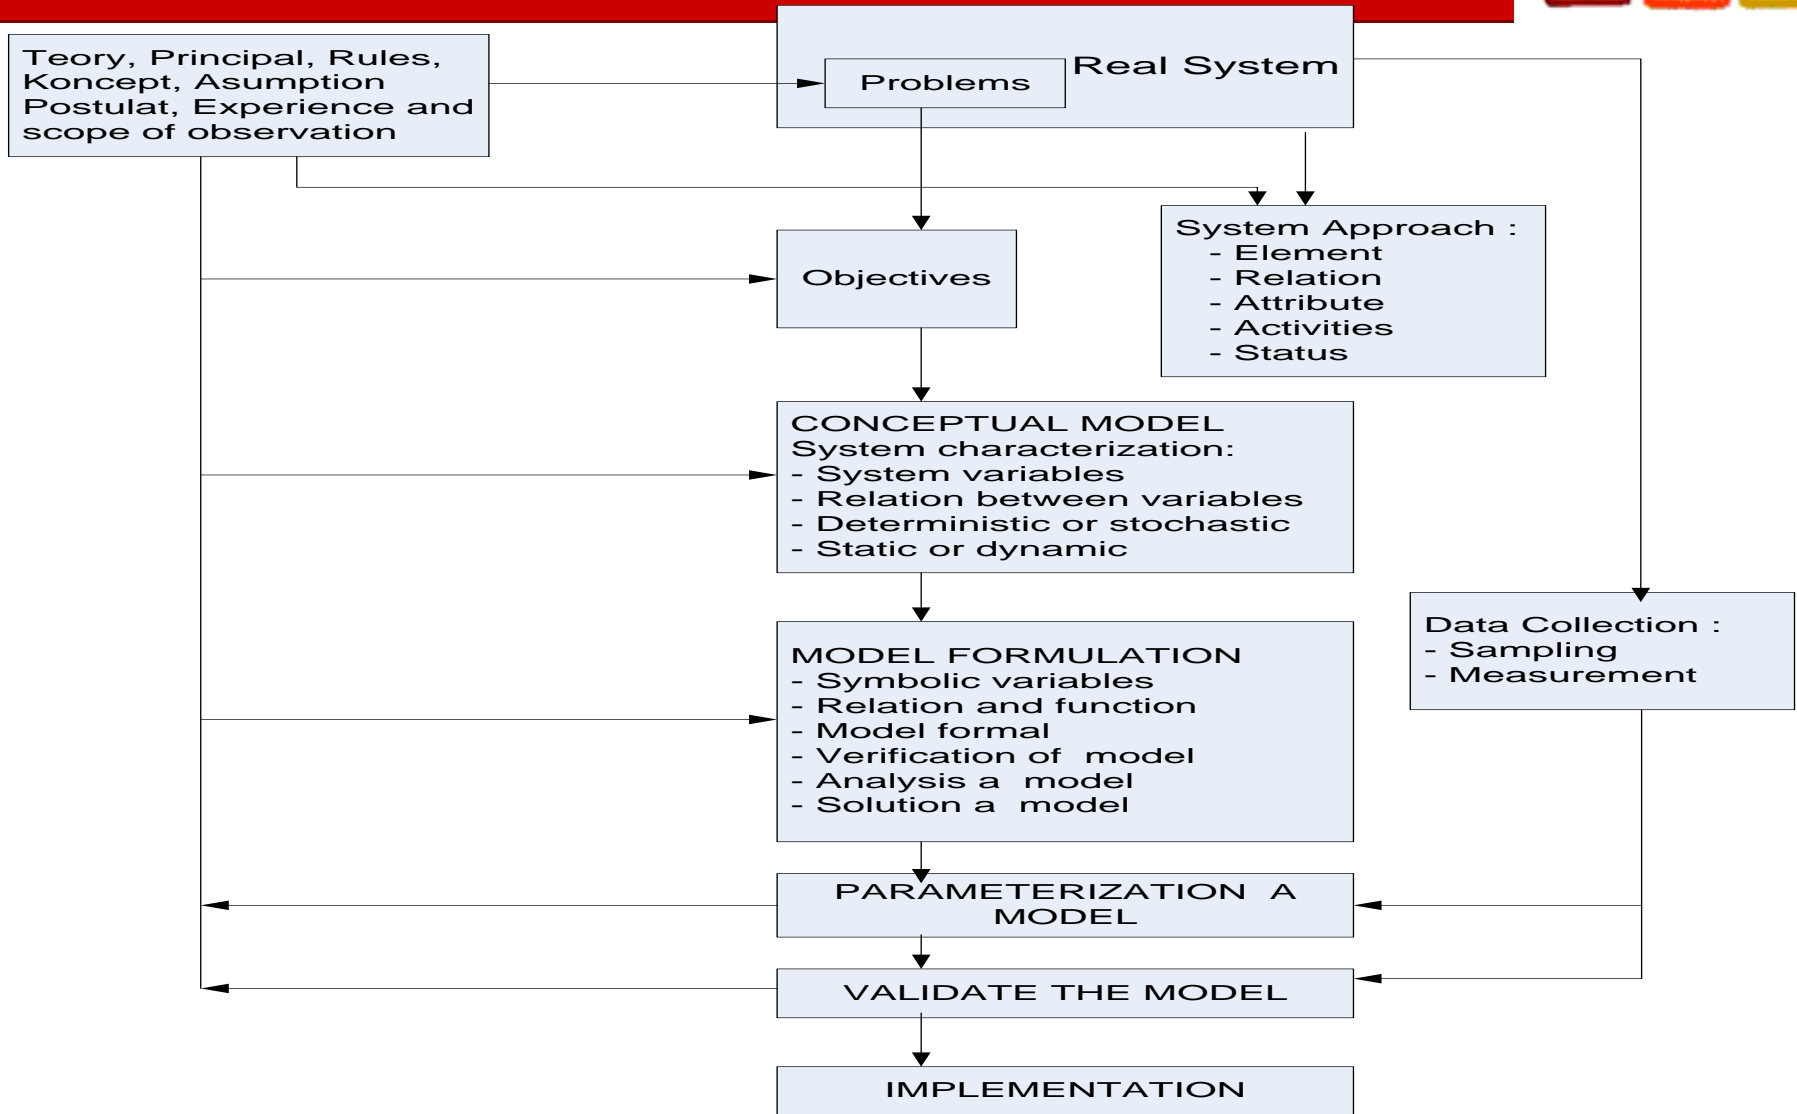 Teory, Principal, Rules,
Koncept, Asumption
Postulat, Experience and
scope of observation
Problems
Real System
Objectives
System Approach :
- Element
- Relation
- Attribute
- Activities
- Status
CONCEPTUAL MODEL
System characterization:
- System variables
- Relation between variables
- Deterministic or stochastic
- Static or dynamic
MODEL FORMULATION
- Symbolic variables
- Relation and function
- Model formal
- Verification of  model
- Analysis a  model
- Solution a  model
Data Collection :
- Sampling
- Measurement
PARAMETERIZATION  A
MODEL
VALIDATE THE MODEL
IMPLEMENTATION